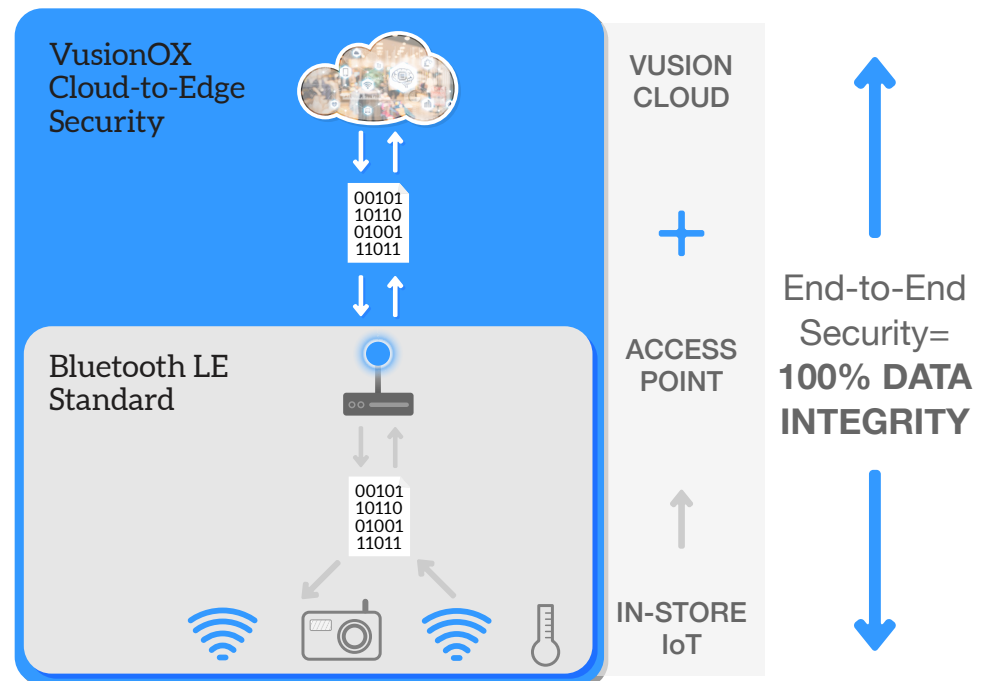 VusionOX
Cloud-to-Edge
Security
00101
10110
01001
11011
Bluetooth LE
Standard
00101
10110
01001
11011
VUSION
CLOUD
+
ACCESS
POINT
IN-STORE
IoT
End-to-End
Security=
100% DATA
INTEGRITY